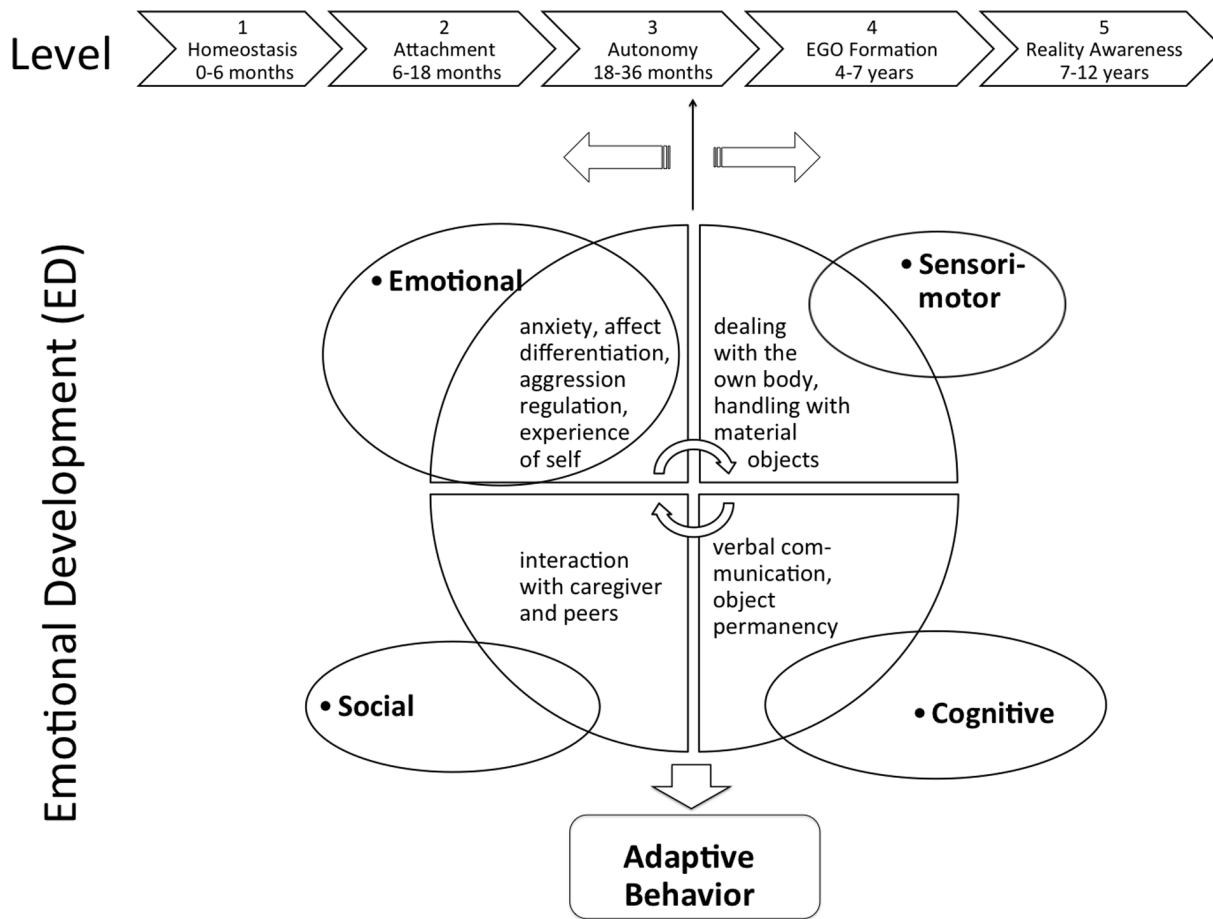 Level
1
Homeostasis
0-6 months
2
Attachment
6-18 months
3
Autonomy
18-36 months
4
EGO Formation
4-7 years
5
Reality Awareness
7-12 years
Emotional Development (ED)
• Emotional
anxiety, affect
differentiation,
aggression
regulation,
experience
of self
• Sensori-
motor
dealing
with the
own body,
handling with
material
objects
interaction
with caregiver
and peers
• Social
verbal com-
munication,
object
permanency
• Cognitive
Adaptive
Behavior